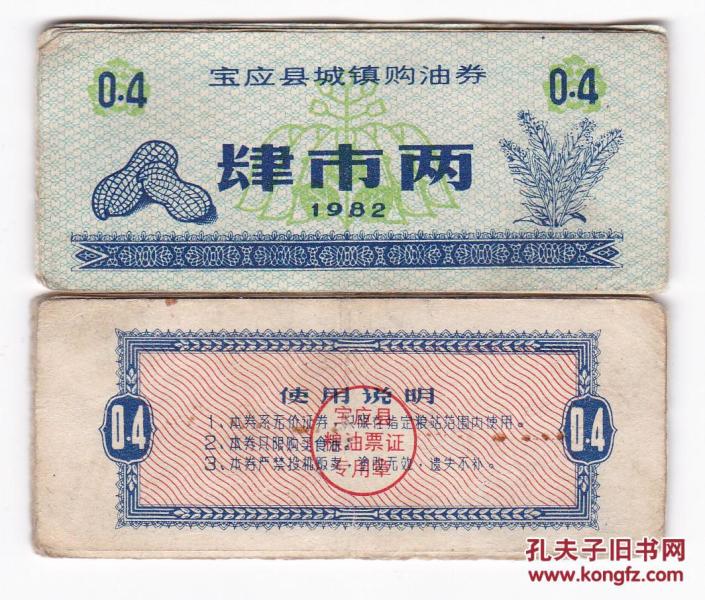 0.4
宝应县城镇购油券
0.4
肆市两
1982
使用说明
1、本券系无价证券，只限在指定粮站范围内使用。
2、本券只限购买食油。
3、本券严禁投机贩卖，涂改无效，遗失不补。
0.4
0.4
宝应县
粮油票证
专用章
孔夫子旧书网
www.kongfz.com